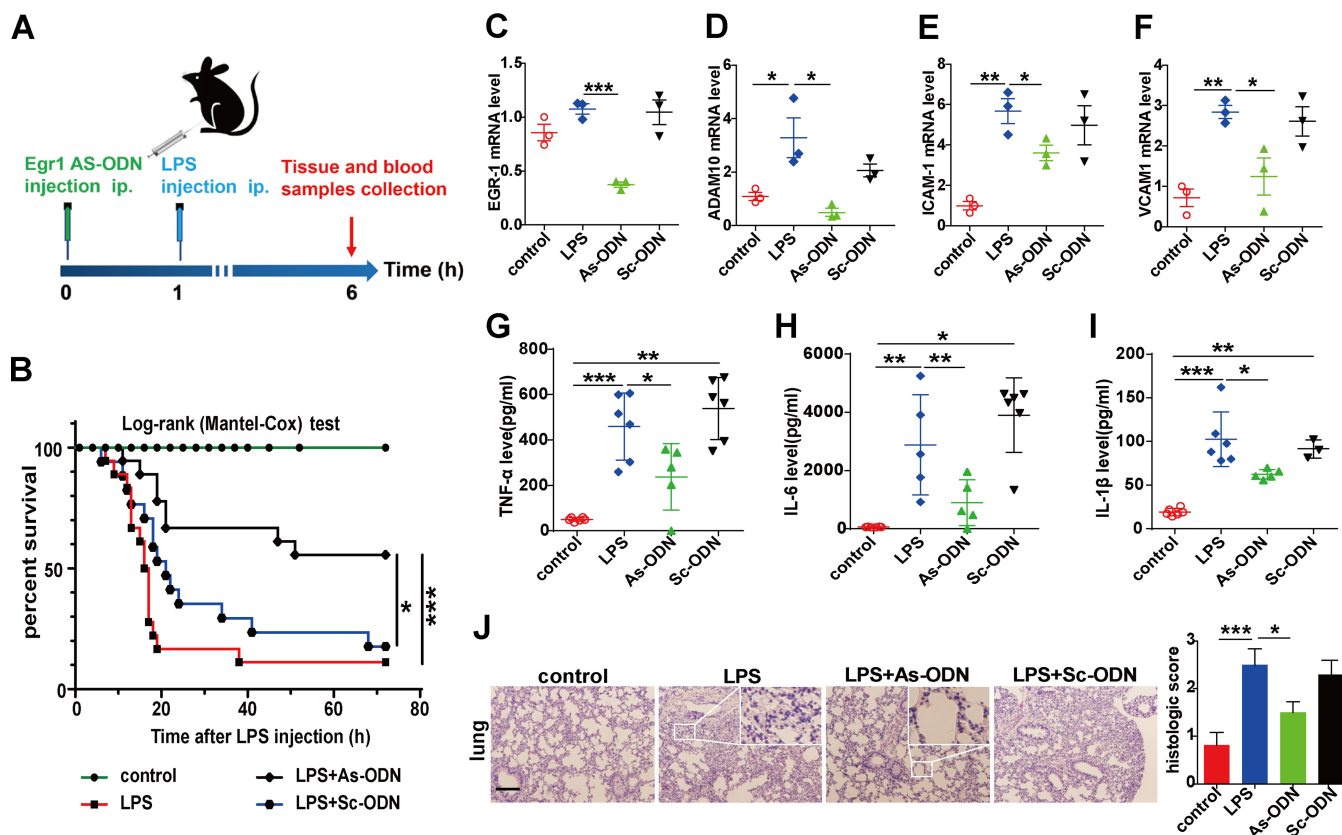 A
Egr1 AS-ODN
injection ip.
LPS
injection ip.
Tissue and blood
samples collection
Time (h)
0
1
6
B
Log-rank (Mantel-Cox) test
percent survival
100
50
0
0
20
40
60
80
Time after LPS injection (h)
*
***
control
LPS
LPS+As-ODN
LPS+Sc-ODN
C
EGR-1 mRNA level
1.5
1.0
0.5
0.0
***
control
LPS
As-ODN
Sc-ODN
D
ADAM10 mRNA level
6
4
2
0
*
*
control
LPS
As-ODN
Sc-ODN
E
ICAM-1 mRNA level
8
6
4
2
0
**
*
control
LPS
As-ODN
Sc-ODN
F
VCAM1 mRNA level
4
3
2
1
0
**
*
control
LPS
As-ODN
Sc-ODN
G
TNF-α leve(pg/ml)
800
600
400
200
0
**
***
*
control
LPS
As-ODN
Sc-ODN
H
IL-6 level(pg/ml)
6000
4000
2000
0
*
**
**
control
LPS
As-ODN
Sc-ODN
I
IL-1β level(pg/ml)
200
150
100
50
0
**
***
*
control
LPS
As-ODN
Sc-ODN
J
control
LPS
LPS+As-ODN
LPS+Sc-ODN
lung
histologic score
3
2
1
0
***
*
control
LPS
As-ODN
Sc-ODN